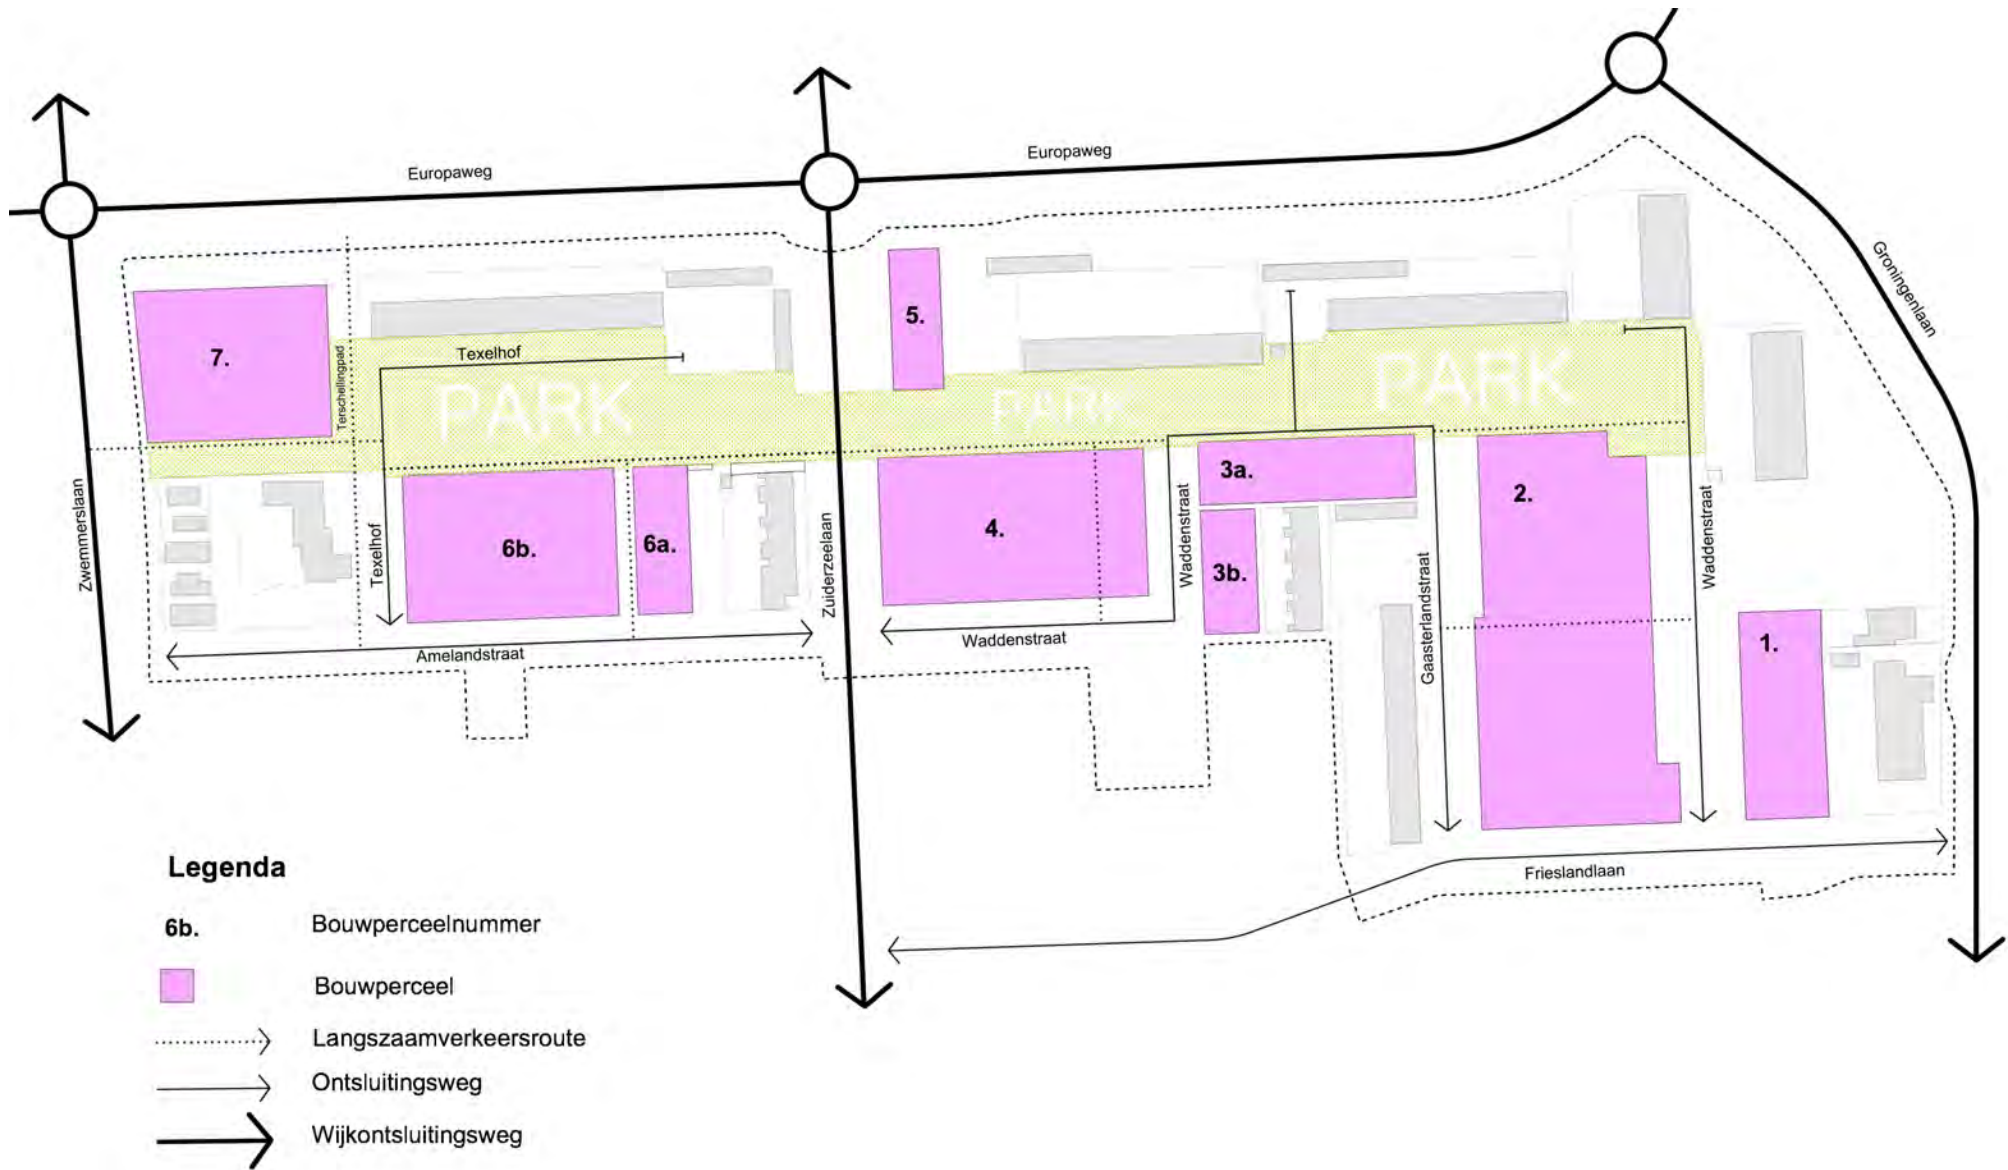 Europaweg
Europaweg
Groningenlaan
5.
7.
Terschellingpad
Texelhof
PARK
PARK
PARK
Zwemmerslaan
Texelhof
6b.
6a.
Zuiderzeelaan
4.
Waddenstraat
3a.
3b.
2.
Waddenstraat
Gaasterlandstraat
1.
Amelandstraat
Waddenstraat
Frieslandlaan
Legenda
6b. Bouwperceelnummer
Bouwperceel
Langszaamverkeersroute
Ontsluitingsweg
Wijkontsluitingsweg